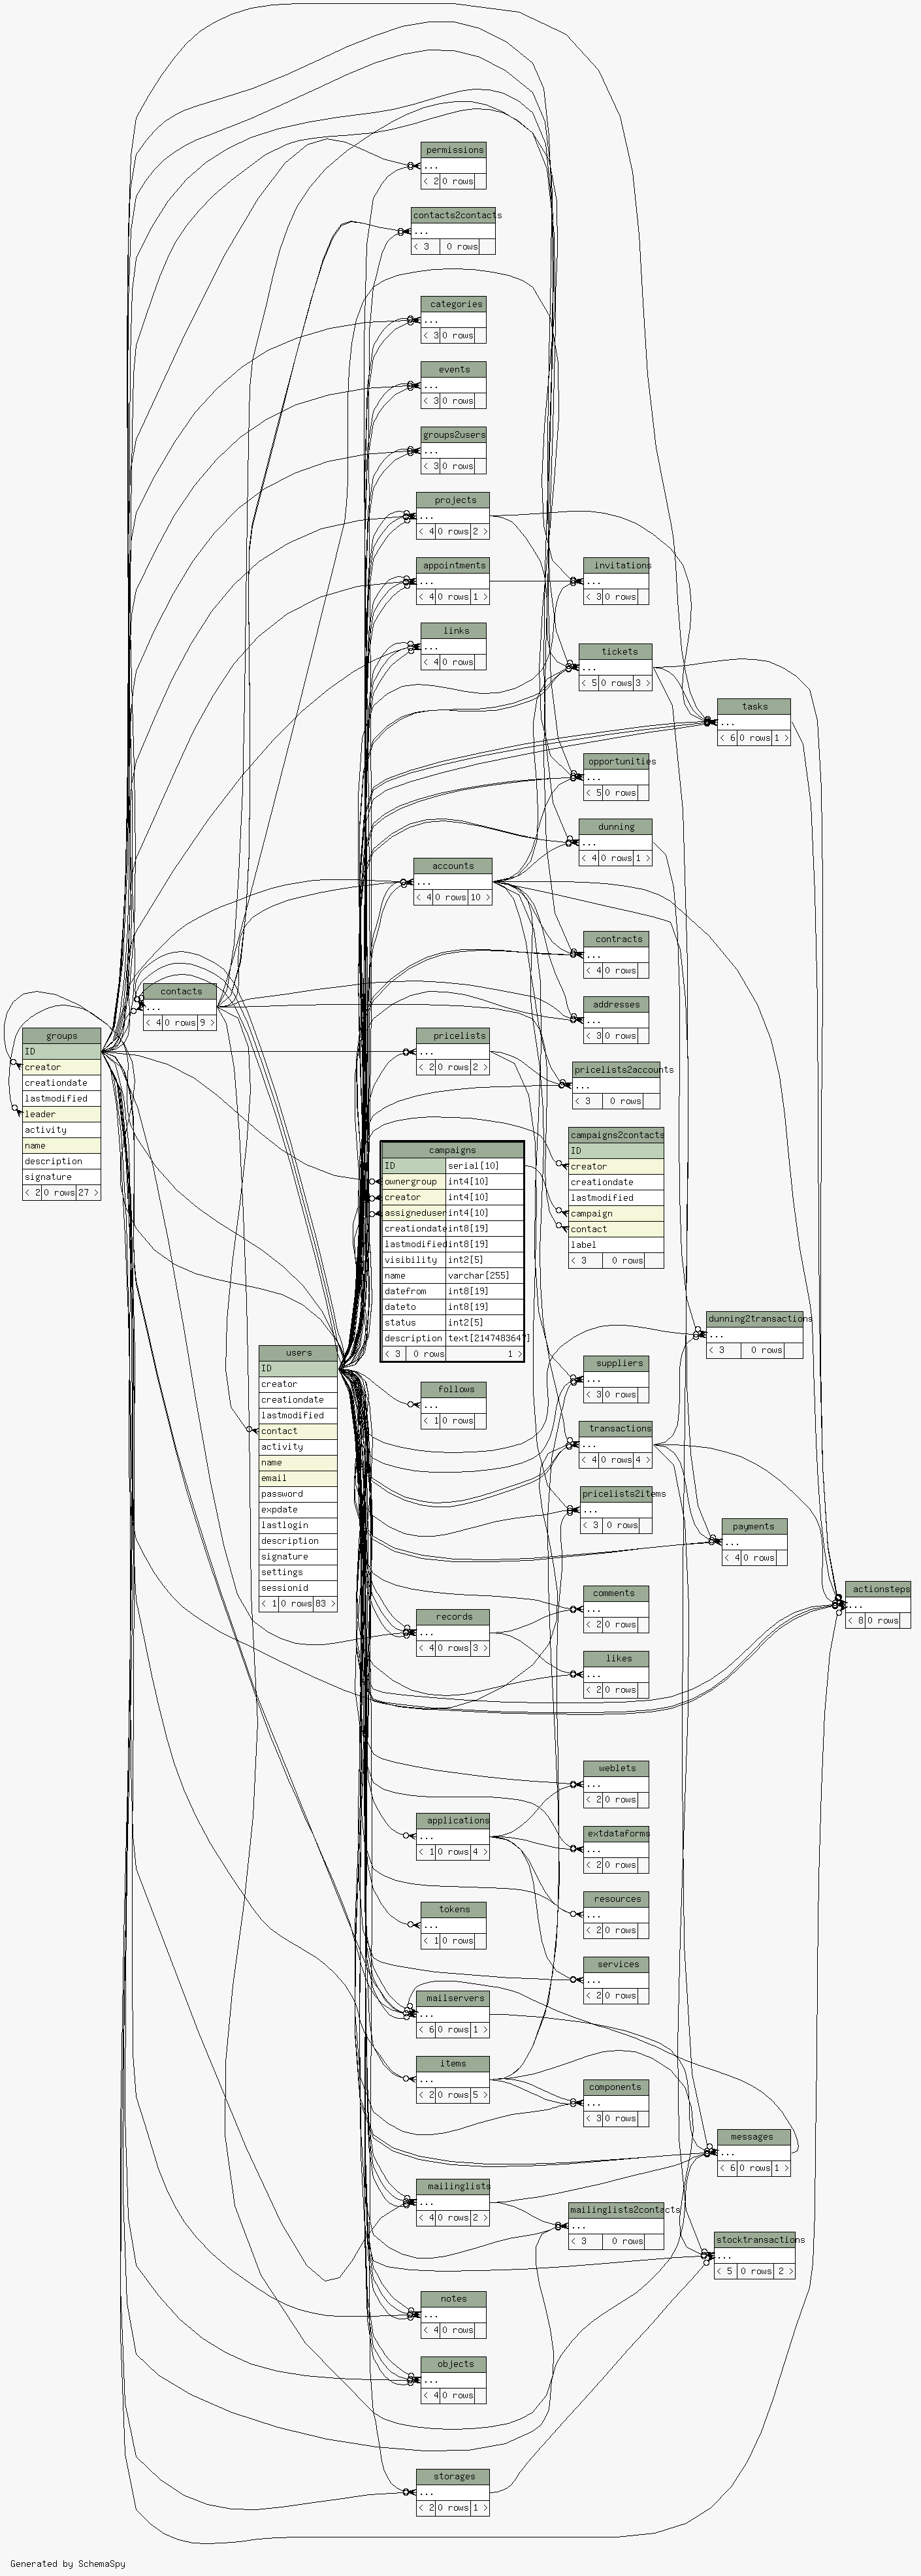 permissions
...
< 2 0 rows
contacts2contacts
...
< 3 0 rows
categories
...
< 3 0 rows
events
...
< 3 0 rows
groups2users
...
< 3 0 rows
projects
...
< 4 0 rows 2 >
appointments
...
< 4 0 rows 1 >
invitations
...
< 3 0 rows
links
...
< 4 0 rows
tickets
...
< 5 0 rows 3 >
tasks
...
< 6 0 rows 1 >
opportunities
...
< 5 0 rows
dunning
...
< 4 0 rows 1 >
accounts
...
< 4 0 rows 10 >
contracts
...
< 4 0 rows
contacts
...
< 4 0 rows 9 >
addresses
...
< 3 0 rows
groups
ID
creator
creationdate
lastmodified
leader
activity
name
description
signature
< 2 0 rows 27 >
pricelists
...
< 2 0 rows 2 >
pricelists2accounts
...
< 3 0 rows
campaigns
ID serial[10]
ownergroup int4[10]
creator int4[10]
assigneduser int4[10]
creationdate int8[19]
lastmodified int8[19]
visibility int2[5]
name varchar[255]
datefrom int8[19]
dateto int8[19]
status int2[5]
description text[2147483647]
< 3 0 rows 1 >
campaigns2contacts
ID
creator
creationdate
lastmodified
campaign
contact
label
< 3 0 rows
dunning2transactions
...
< 3 0 rows
users
ID
creator
creationdate
lastmodified
contact
activity
name
email
password
expdate
lastlogin
description
signature
settings
sessionid
< 1 0 rows 83 >
suppliers
...
< 3 0 rows
follows
...
< 1 0 rows
transactions
...
< 4 0 rows 4 >
pricelists2items
...
< 3 0 rows
payments
...
< 4 0 rows
actionsteps
...
< 8 0 rows
comments
...
< 2 0 rows
records
...
< 4 0 rows 3 >
likes
...
< 2 0 rows
weblets
...
< 2 0 rows
applications
...
< 1 0 rows 4 >
extdataforms
...
< 2 0 rows
resources
...
< 2 0 rows
tokens
...
< 1 0 rows
services
...
< 2 0 rows
mailservers
...
< 6 0 rows 1 >
items
...
< 2 0 rows 5 >
components
...
< 3 0 rows
messages
...
< 6 0 rows 1 >
mailinglists
...
< 4 0 rows 2 >
mailinglists2contacts
...
< 3 0 rows
stocktransactions
...
< 5 0 rows 2 >
notes
...
< 4 0 rows
objects
...
< 4 0 rows
storages
...
< 2 0 rows 1 >
Generated by SchemaSpy